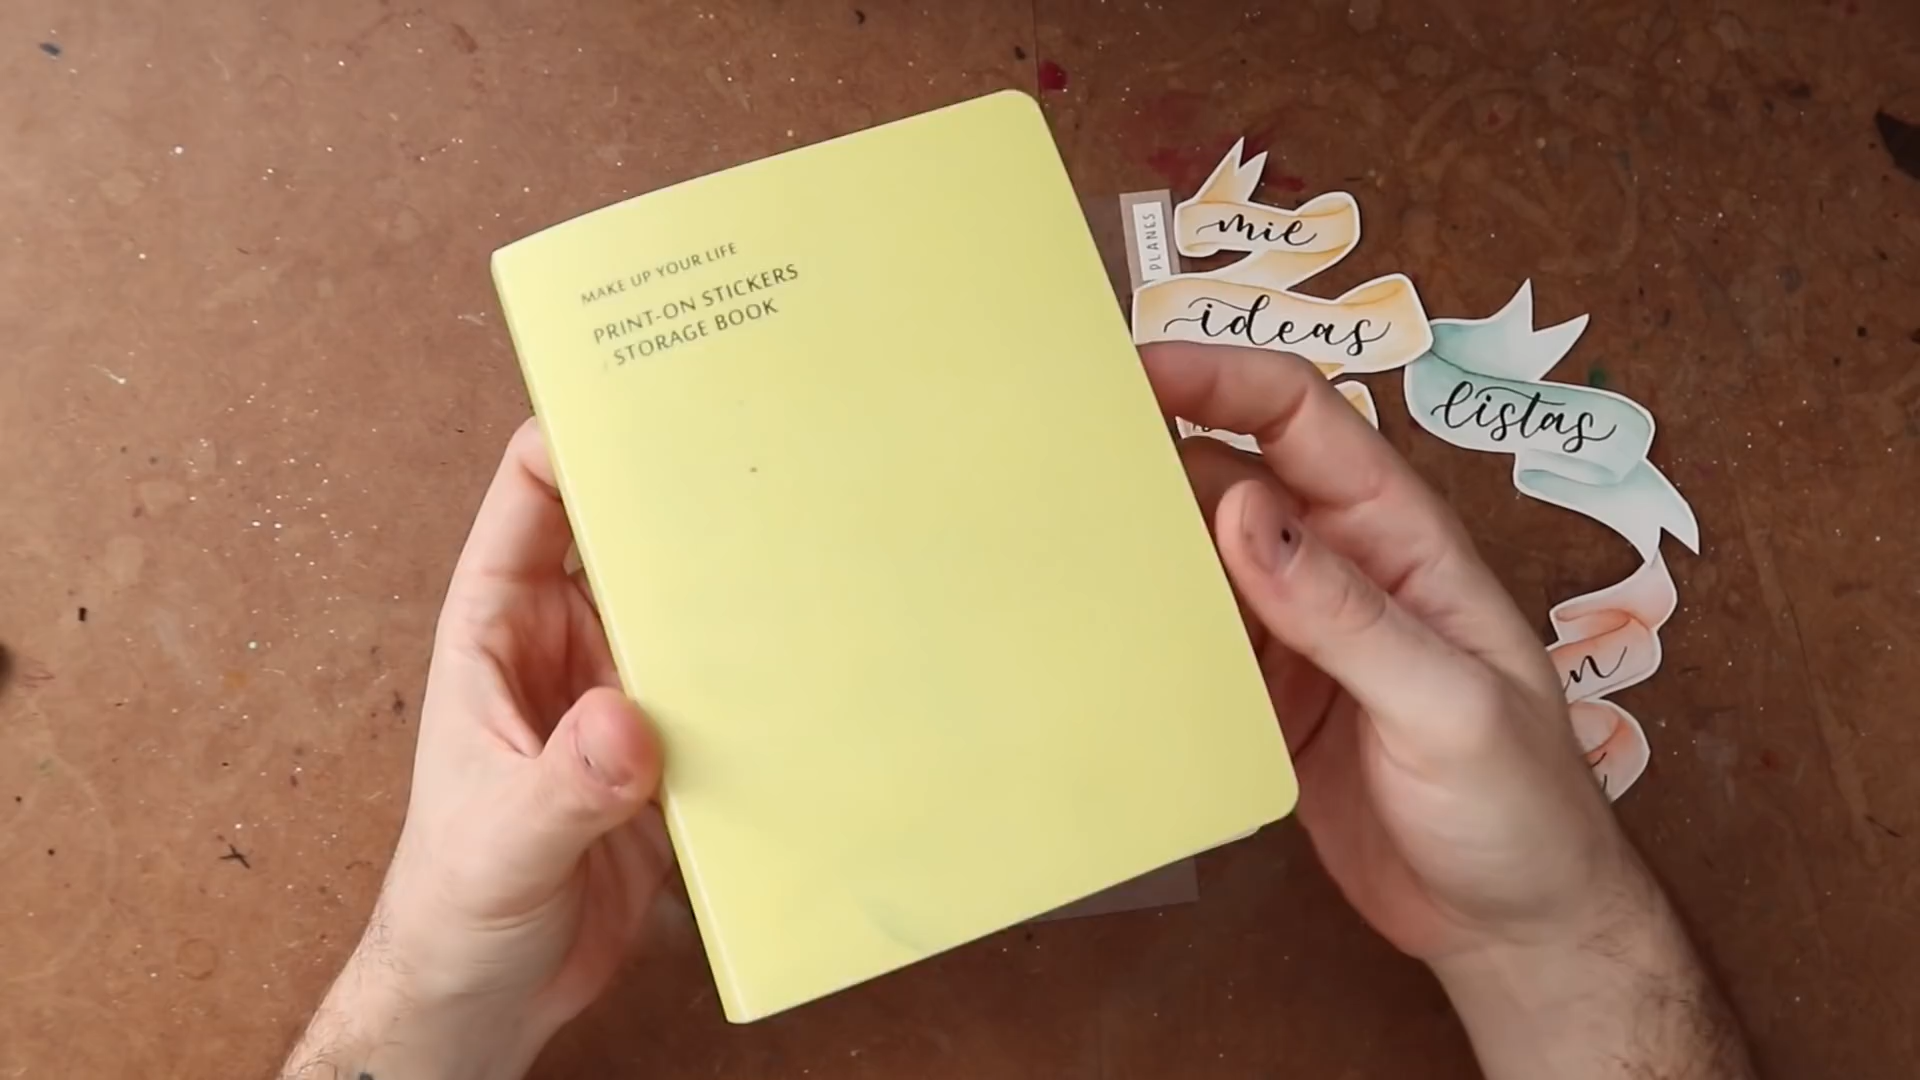 MAKE UP YOUR LIFE
PRINT-ON STICKERS
STORAGE BOOK
PLANES
mie
ideas
listas